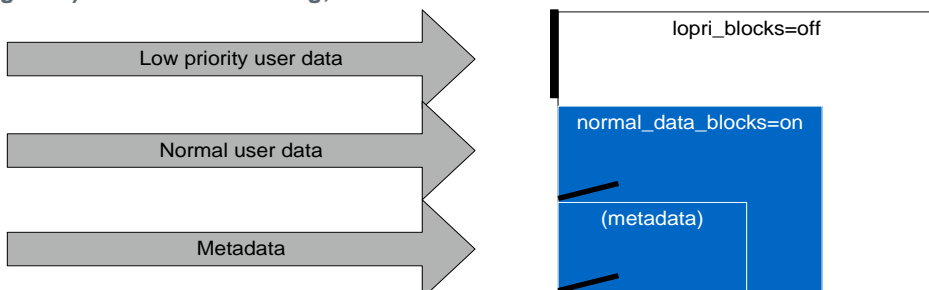 Low priority user data
lopri_blocks=off
Normal user data
normal_data_blocks=on
Metadata
(metadata)